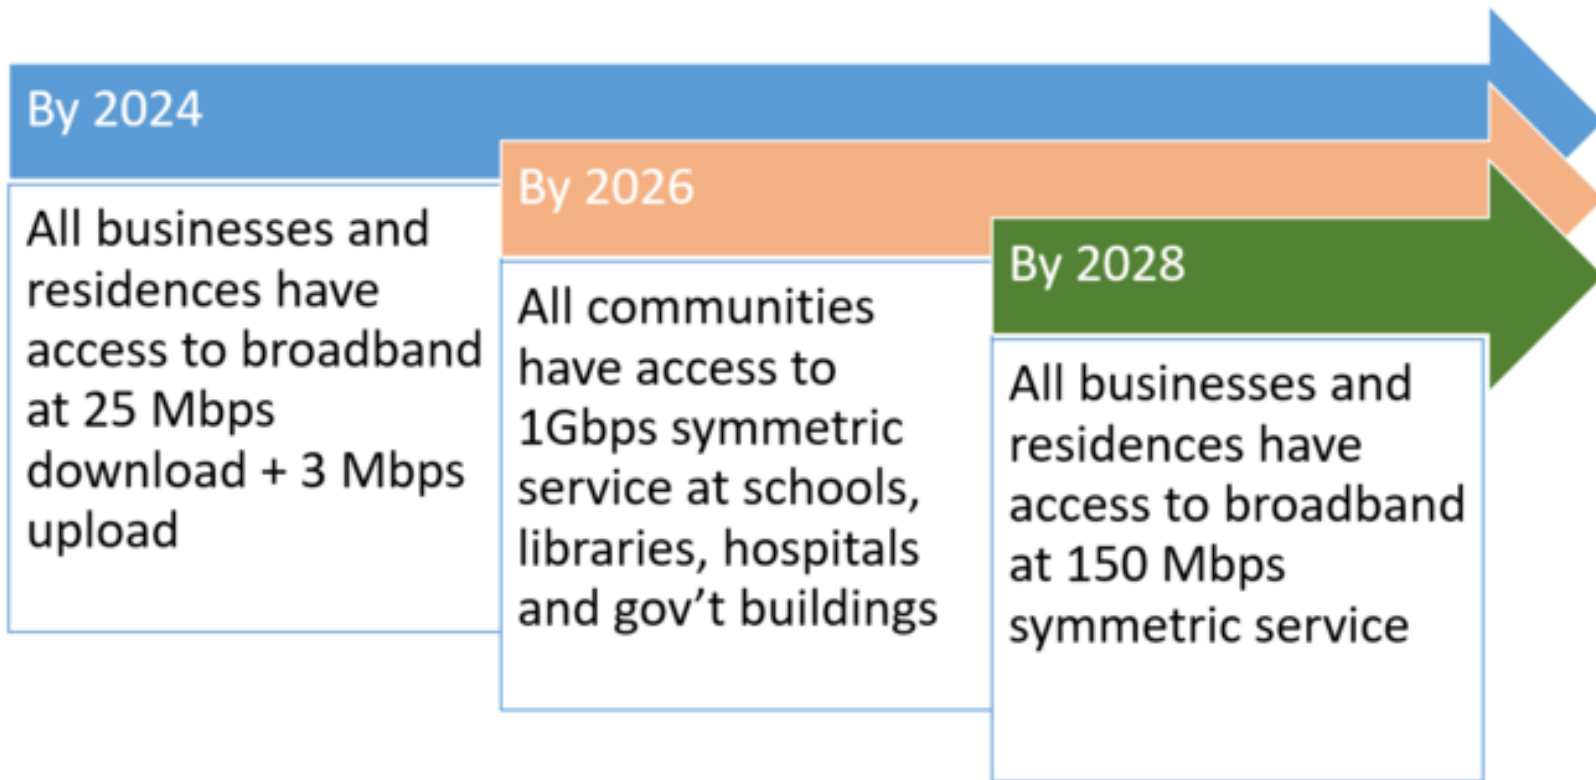 By 2024
All businesses and
residences have
access to broadband
at 25 Mbps
download + 3 Mbps
upload
By 2026
All communities
have access to
1Gbps symmetric
service at schools,
libraries, hospitals
and gov’t buildings
By 2028
All businesses and
residences have
access to broadband
at 150 Mbps
symmetric service